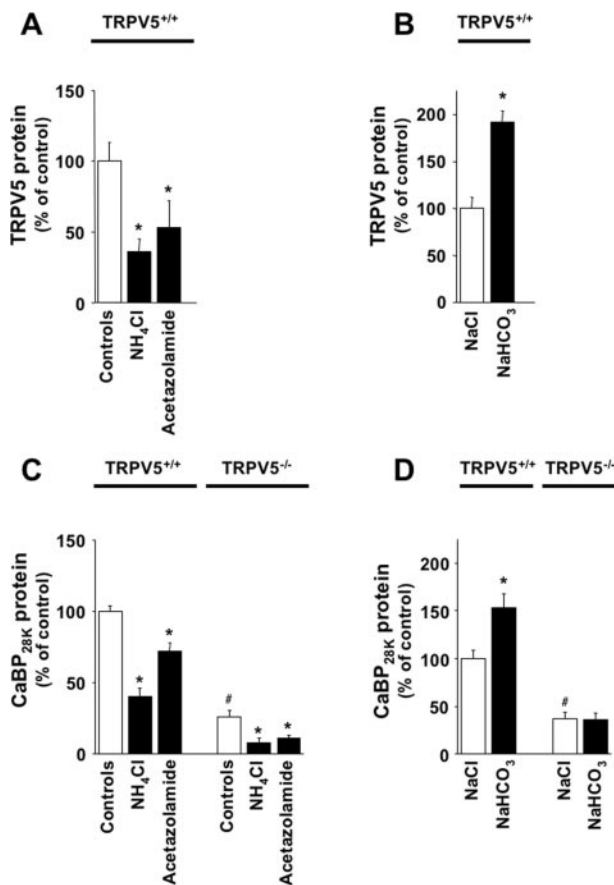 A
TRPV5+/+
TRPV5 protein
(% of control)
150
100
50
0
*
*
Controls
NH4Cl
Acetazolamide
B
TRPV5+/+
TRPV5 protein
(% of control)
200
150
100
50
0
*
NaCl
NaHCO3
C
TRPV5+/+
TRPV5-/-
CaBP28K protein
(% of control)
150
100
50
0
*
*
#
*
*
Controls
NH4Cl
Acetazolamide
Controls
NH4Cl
Acetazolamide
D
TRPV5+/+
TRPV5-/-
CaBP28K protein
(% of control)
200
150
100
50
0
*
#
NaCl
NaHCO3
NaCl
NaHCO3